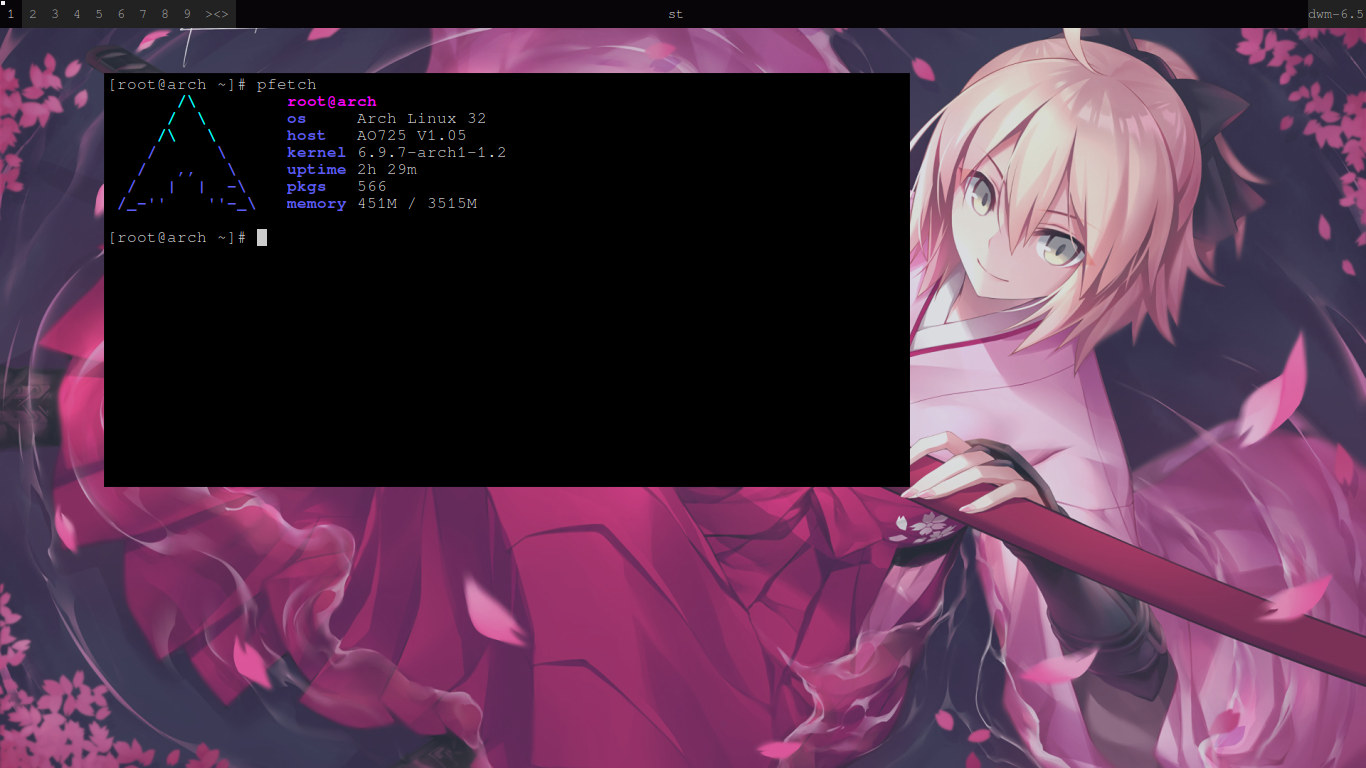 1 2 3 4 5 6 7 8 9 ><> st dwm-6.5
[root@arch ~]# pfetch
/\ root@arch
/ \ os Arch Linux 32
/\ \ host AO725 V1.05
/ \ kernel 6.9.7-arch1-1.2
/ ,, \ uptime 2h 29m
/ | | -\ pkgs 566
/_-'' ''-_\ memory 451M / 3515M
[root@arch ~]#